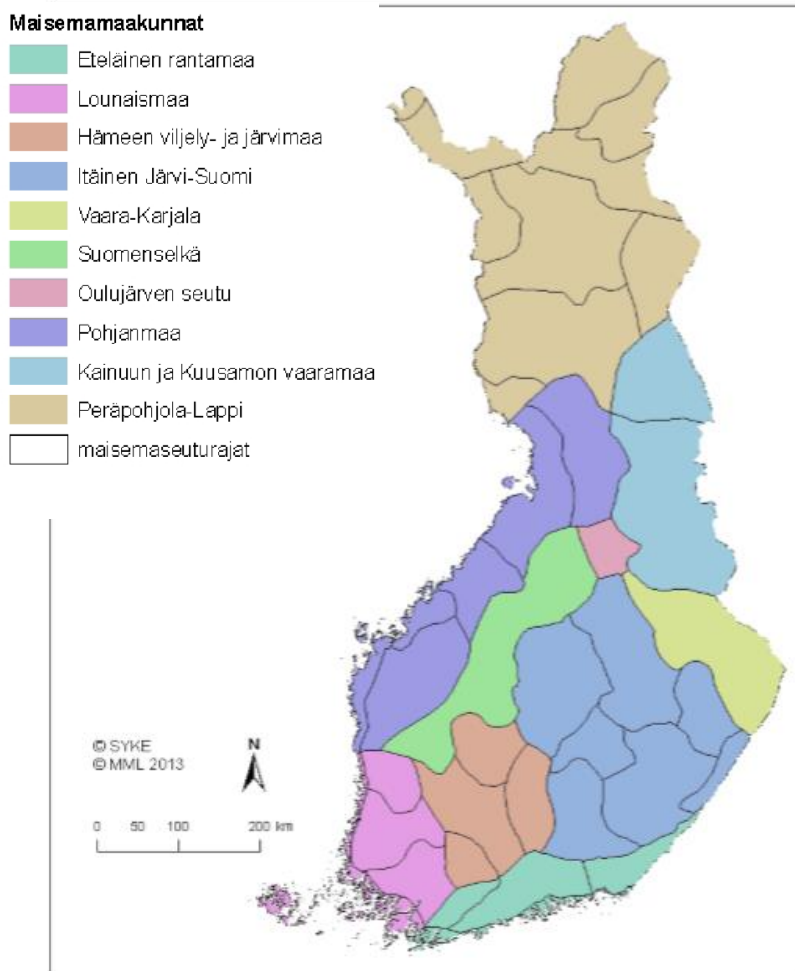 Maisemamaakunnat
Eteläinen rantamaa
Lounaismaa
Hämeen viljely- ja järvimaa
Itäinen Järvi-Suomi
Vaara-Karjala
Suomenselkä
Oulujärven seutu
Pohjanmaa
Kainuun ja Kuusamon vaaramaa
Peräpohjola-Lappi
maisemaseuturajat
© SYKE
© MML 2013
N
0 50 100 200 km